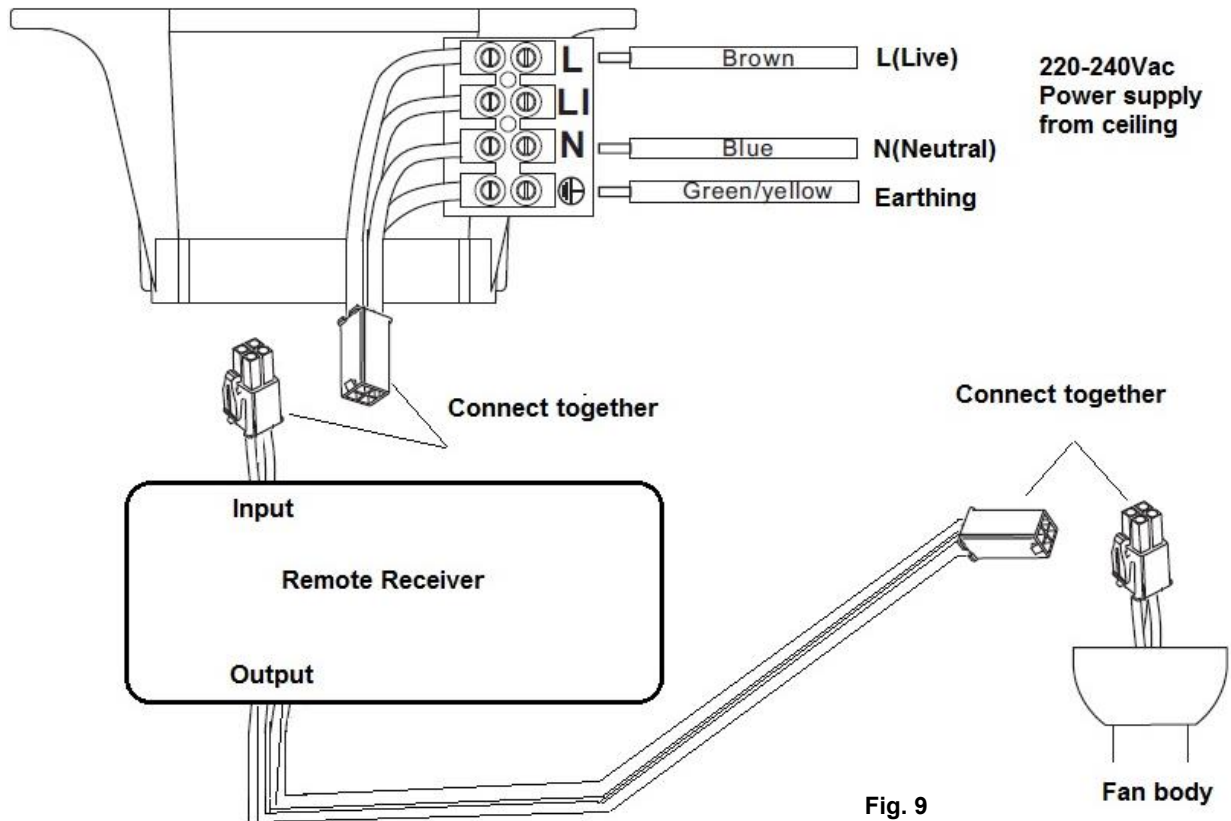 L
Brown
L(Live)
220-240Vac
Power supply
from ceiling
LI
N
Blue
N(Neutral)
Green/yellow
Earthing
Connect together
Connect together
Input
Remote Receiver
Output
Fan body
Fig. 9